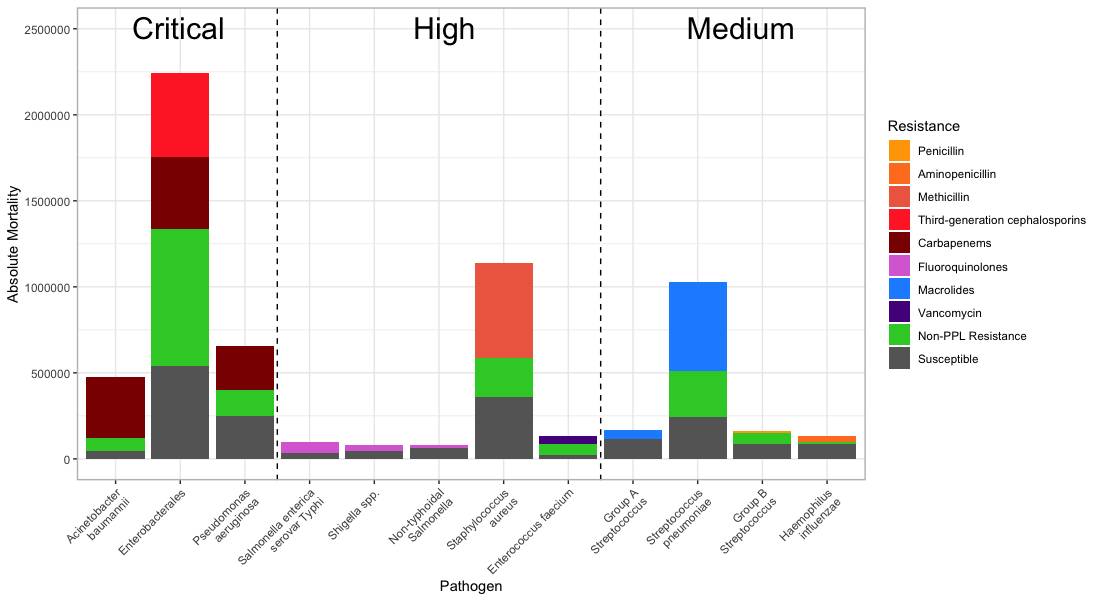 Critical
High
Medium
2500000
2000000
1500000
1000000
500000
0
Absolute Mortality
Acinetobacter
baumannii
Enterobacterales
Pseudomonas
aeruginosa
Salmonella enterica
serovar Typhi
Shigella spp.
Non-typhoidal
Salmonella
Staphylococcus
aureus
Enterococcus faecium
Group A
Streptococcus
Streptococcus
pneumoniae
Group B
Streptococcus
Haemophilus
influenzae
Pathogen
Resistance
Penicillin
Aminopenicillin
Methicillin
Third-generation cephalosporins
Carbapenems
Fluoroquinolones
Macrolides
Vancomycin
Non-PPL Resistance
Susceptible